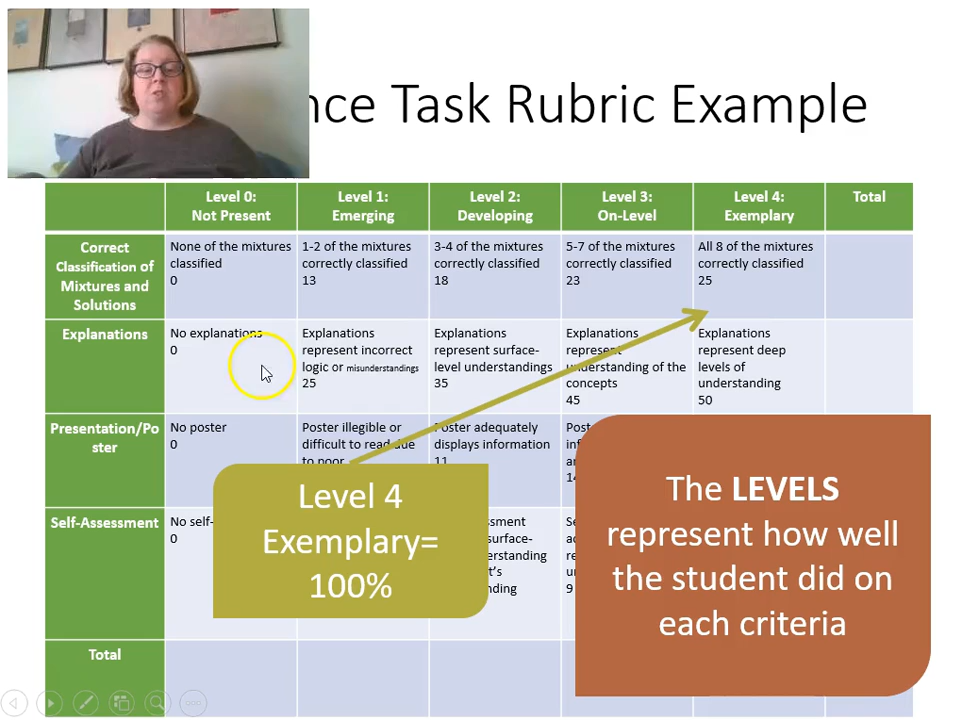 nce Task Rubric Example
Level 0:
Not Present
Level 1:
Emerging
Level 2:
Developing
Level 3:
On-Level
Level 4:
Exemplary
Total
Correct
Classification of
Mixtures and
Solutions
None of the mixtures
classified
0
1-2 of the mixtures
correctly classified
13
3-4 of the mixtures
correctly classified
18
5-7 of the mixtures
correctly classified
23
All 8 of the mixtures
correctly classified
25
Explanations
No explanations
0
Explanations
represent incorrect
logic or misunderstandings
25
Explanations
represent surface-
level understandings
35
Explanations
represent
understanding of the
concepts
45
Explanations
represent deep
levels of
understanding
50
Presentation/Po
ster
No poster
0
Poster illegible or
difficult to read due
to poor
Poster adequately
displays information
11
Self-Assessment
No self-
0
9
Total
Level 4
Exemplary=
100%
The LEVELS
represent how well
the student did on
each criteria